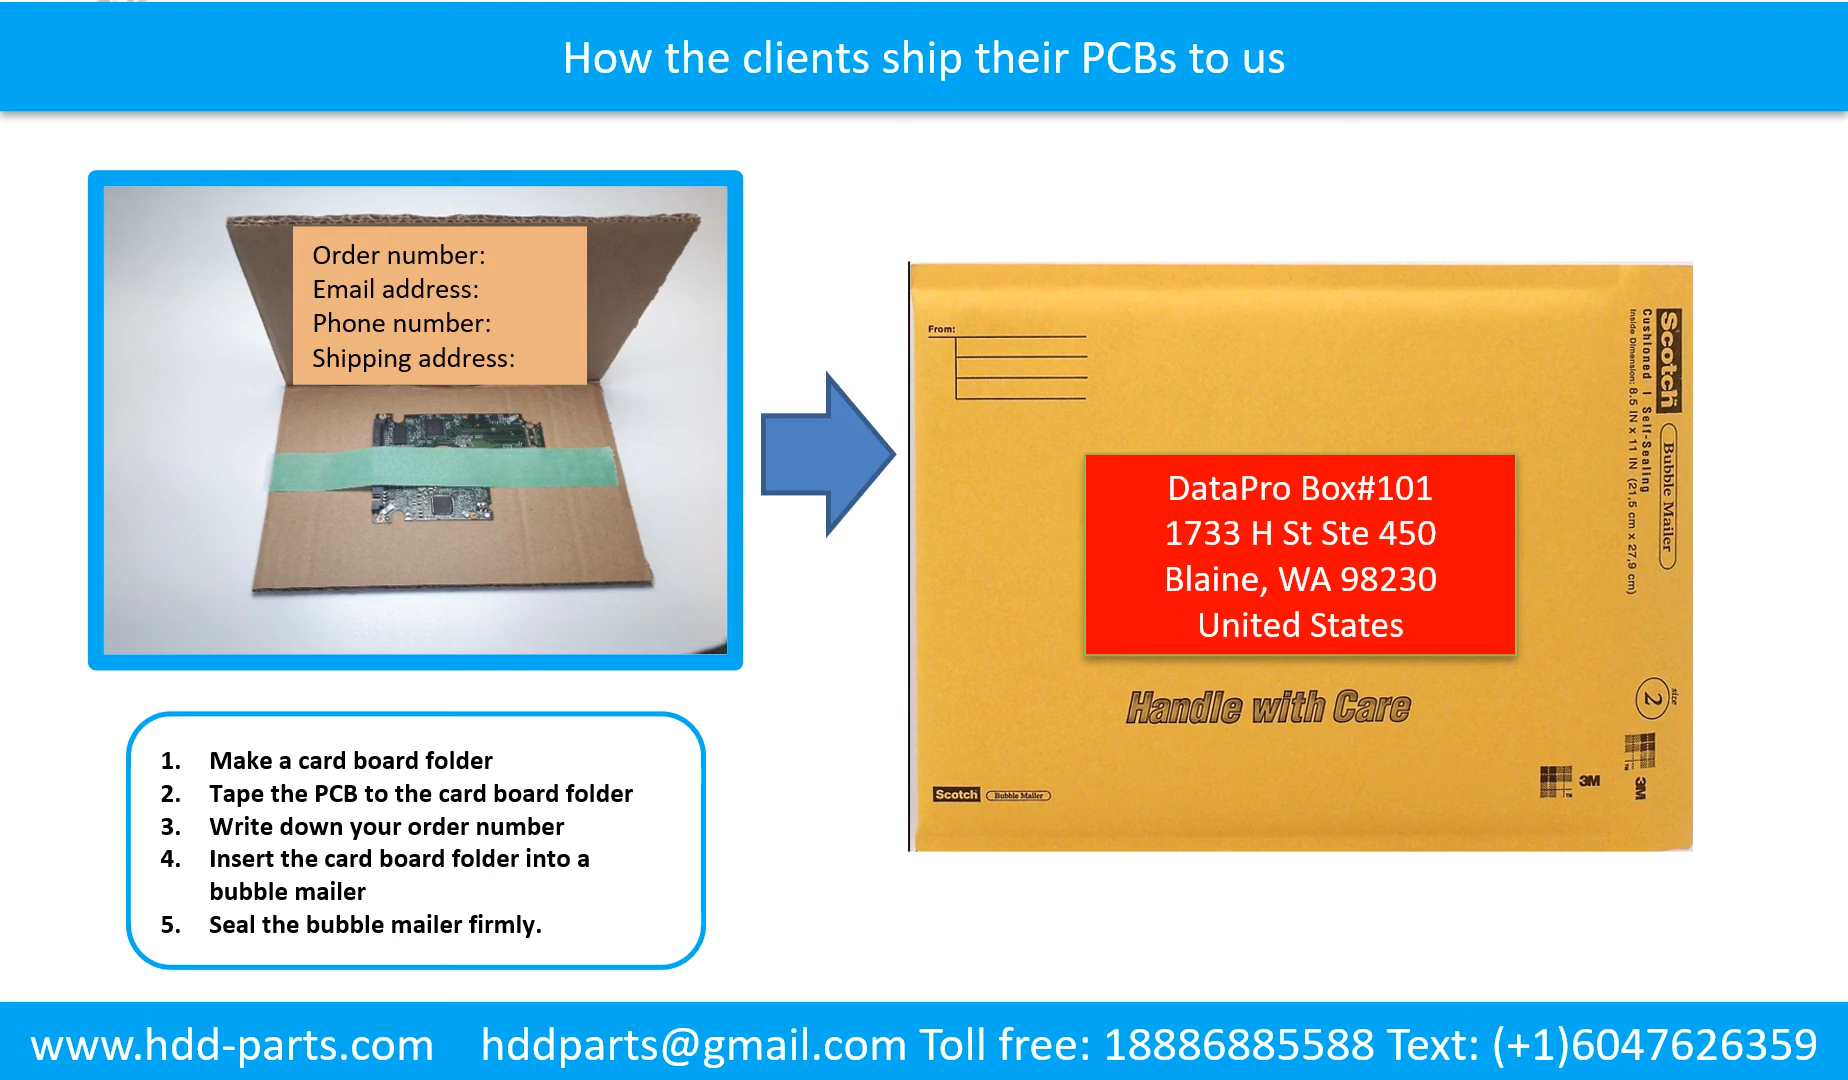 How the clients ship their PCBs to us
Order number:
Email address:
Phone number:
Shipping address:
From:
Scotch
Bubble Mailer
Cushioned | Self-Sealing
Inside Dimension: 8.5 IN x 11 IN (21,5 cm x 27,9 cm)
DataPro Box#101
1733 H St Ste 450
Blaine, WA 98230
United States
Handle with Care
size
2
Scotch Bubble Mailer
TM 3M
TM 3M
1. Make a card board folder
2. Tape the PCB to the card board folder
3. Write down your order number
4. Insert the card board folder into a
bubble mailer
5. Seal the bubble mailer firmly.
www.hdd-parts.com hddparts@gmail.com Toll free: 18886885588 Text: (+1)6047626359